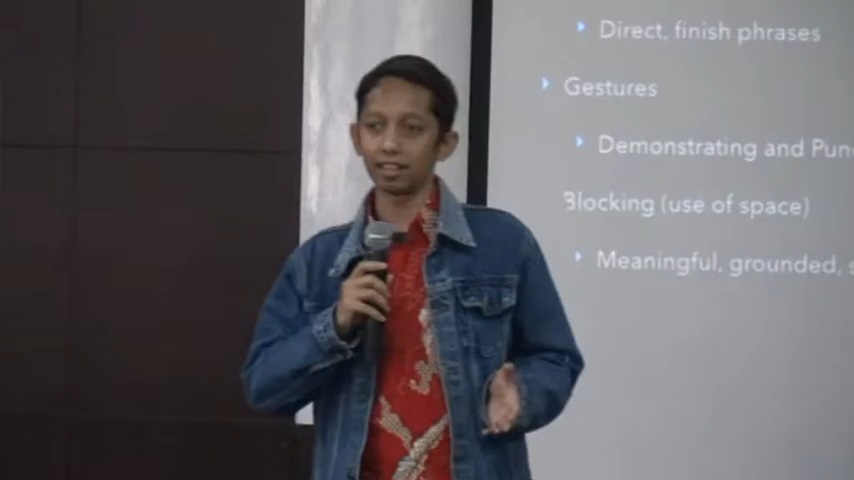 Direct, finish phrases
Gestures
Demonstrating and
Blocking (use of space)
Meaningful, grounded,